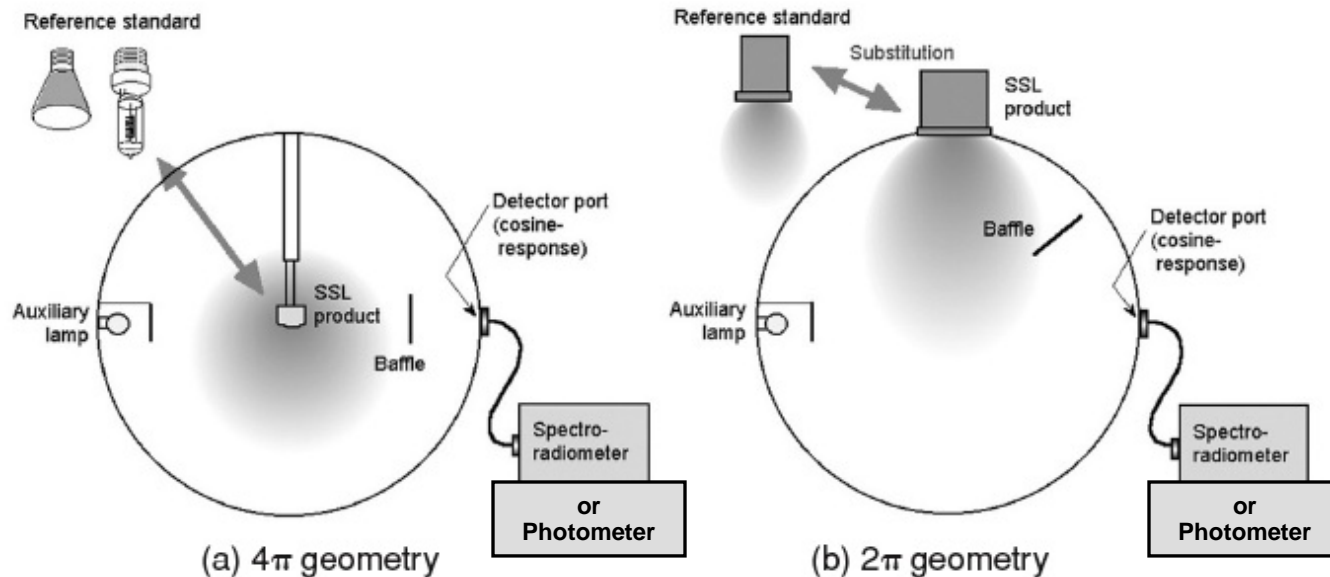 Reference standard
SSL
product
Auxiliary
lamp
Baffle
Detector port
(cosine-
response)
Spectro-
radiometer
or
Photometer
(a) 4π geometry
Reference standard
Substitution
SSL
product
Baffle
Detector port
(cosine-
response)
Auxiliary
lamp
Spectro-
radiometer
or
Photometer
(b) 2π geometry